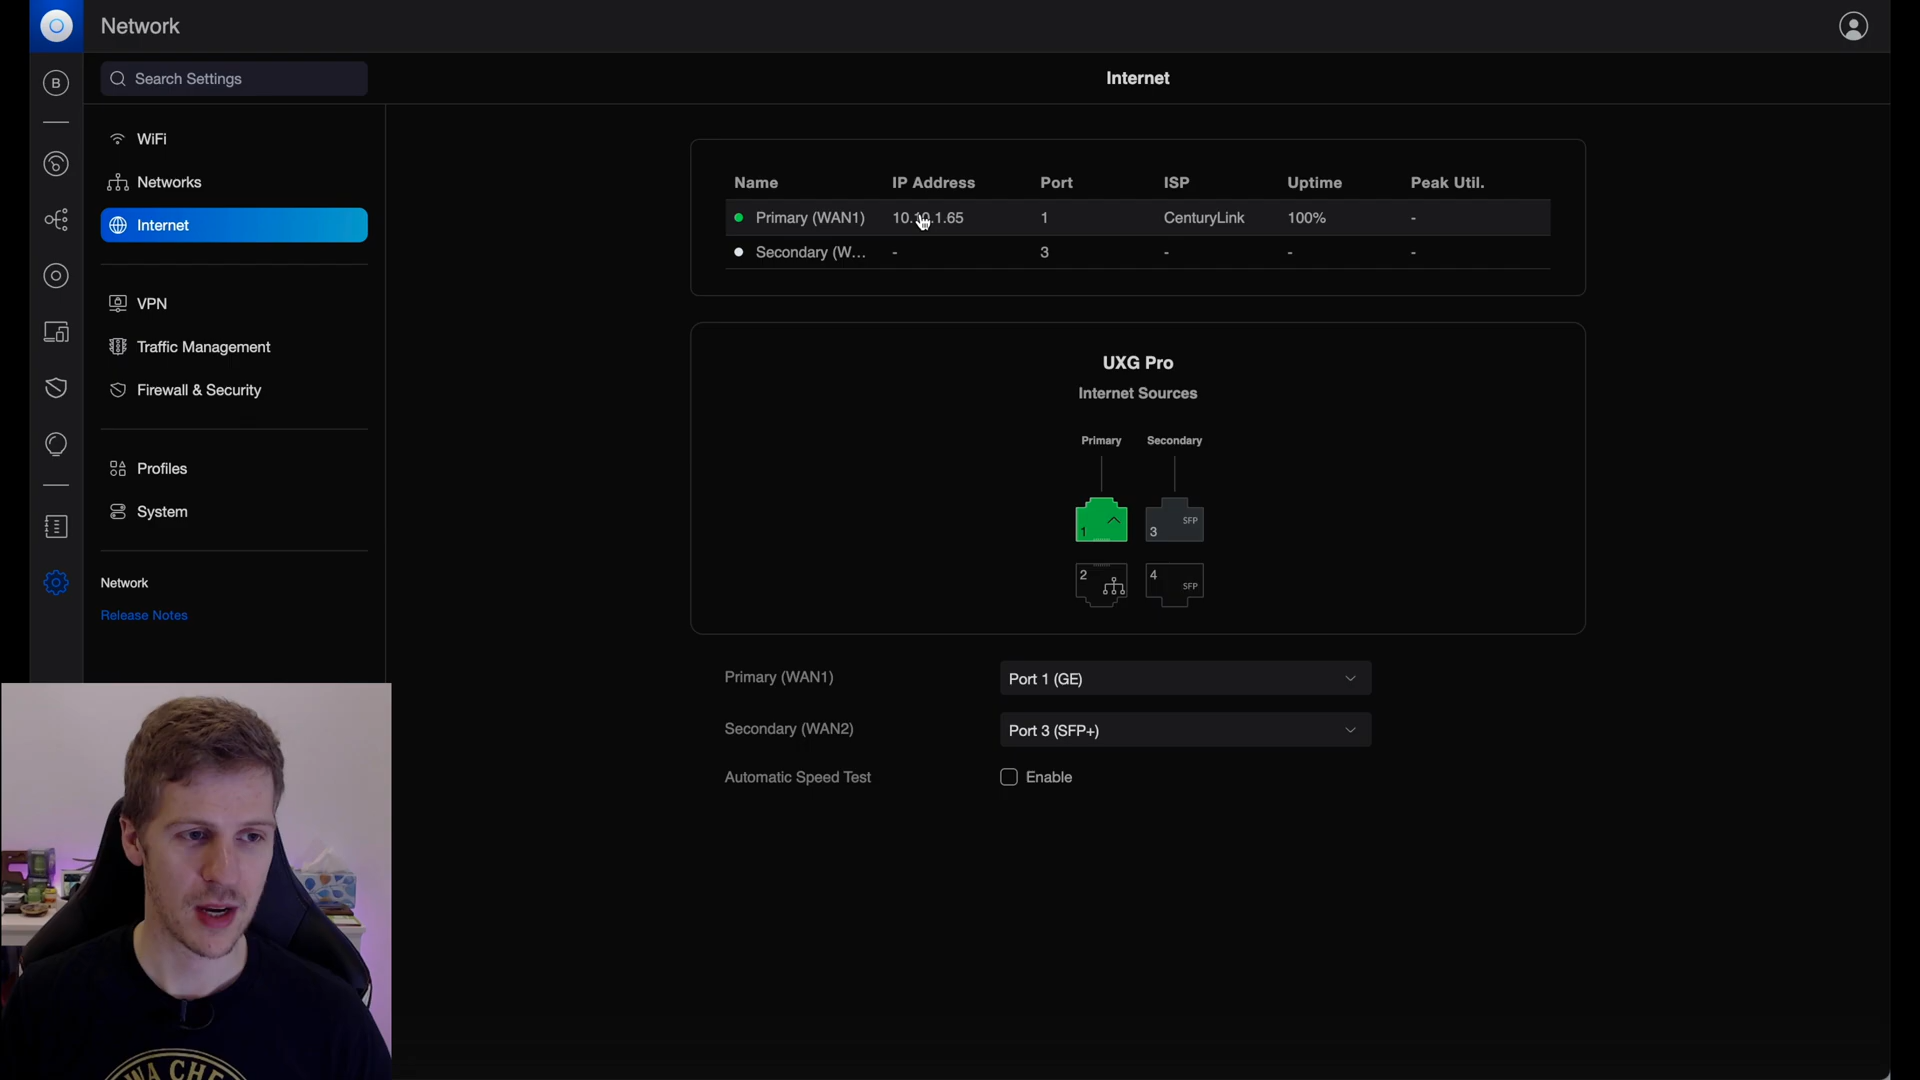 Network
B
Search Settings
Internet
WiFi
Networks
Internet
VPN
Traffic Management
Firewall & Security
Profiles
System
Network
Release Notes
Name IP Address Port ISP Uptime Peak Util.
Primary (WAN1) 1 CenturyLink 100% -
Secondary (W... - 3 - - -
UXG Pro
Internet Sources
Primary Secondary
1 3 SFP
2 4 SFP
Primary (WAN1) Port 1 (GE)
Secondary (WAN2) Port 3 (SFP+)
Automatic Speed Test Enable